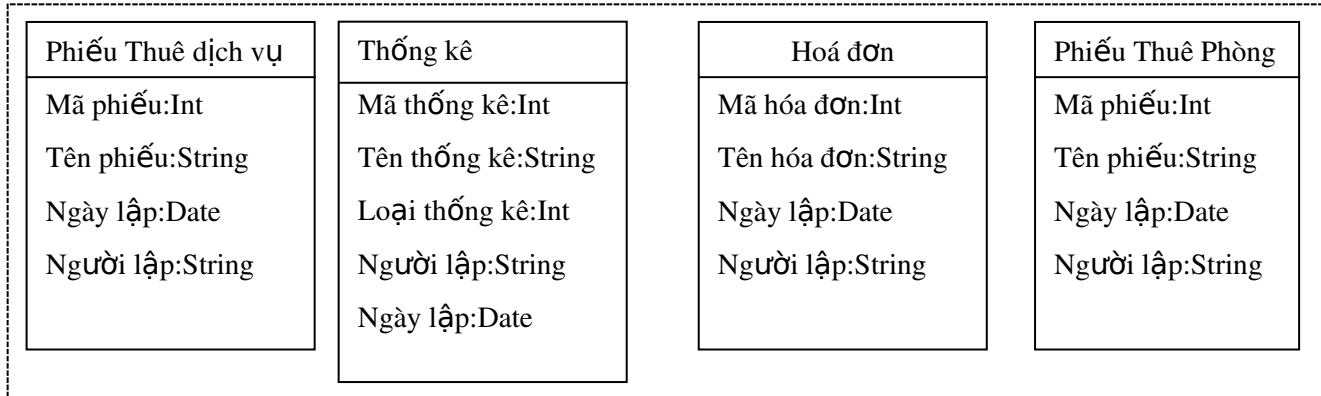 Phiếu Thuê dịch vụ
Mã phiếu:Int
Tên phiếu:String
Ngày lập:Date
Người lập:String
Thống kê
Mã thống kê:Int
Tên thống kê:String
Loại thống kê:Int
Người lập:String
Ngày lập:Date
Hoá đơn
Mã hóa đơn:Int
Tên hóa đơn:String
Ngày lập:Date
Người lập:String
Phiếu Thuê Phòng
Mã phiếu:Int
Tên phiếu:String
Ngày lập:Date
Người lập:String